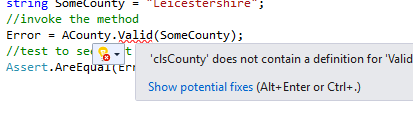 string SomeCounty = "Leicestershire";
//invoke the method
Error = ACounty.Valid(SomeCounty);
//test to se
Assert.AreEqual(Err
'clsCounty' does not contain a definition for 'Valid
Show potential fixes (Alt+Enter or Ctrl+.)